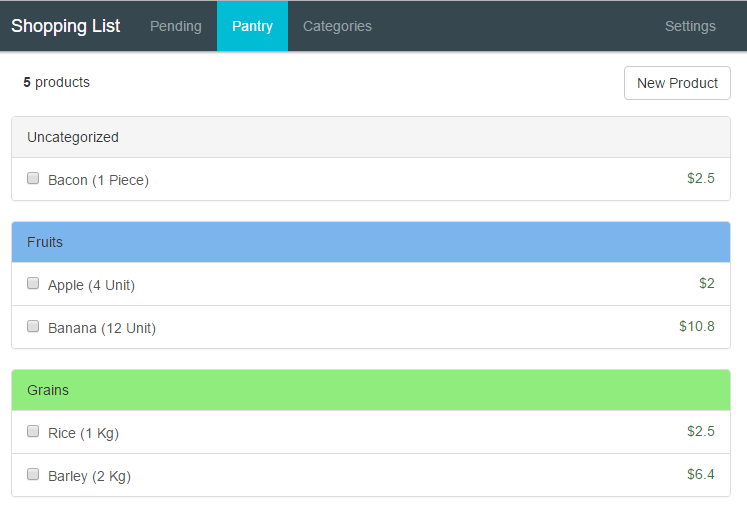 Shopping List Pending Pantry Categories Settings
5 products New Product
Uncategorized
Bacon (1 Piece) $2.5
Fruits
Apple (4 Unit) $2
Banana (12 Unit) $10.8
Grains
Rice (1 Kg) $2.5
Barley (2 Kg) $6.4